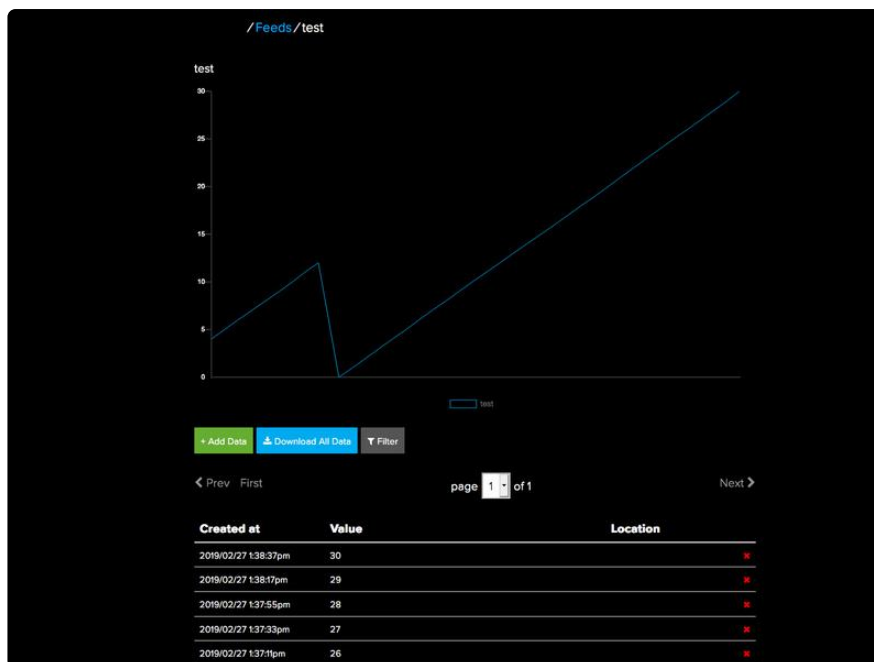 /Feeds/test
test
30
25
20
15
10
5
0
test
+ Add Data Download All Data Filter
Prev First page 1 of 1 Next
Created at Value Location
2019/02/27 1:38:37pm 30
2019/02/27 1:38:17pm 29
2019/02/27 1:37:55pm 28
2019/02/27 1:37:33pm 27
2019/02/27 1:37:11pm 26